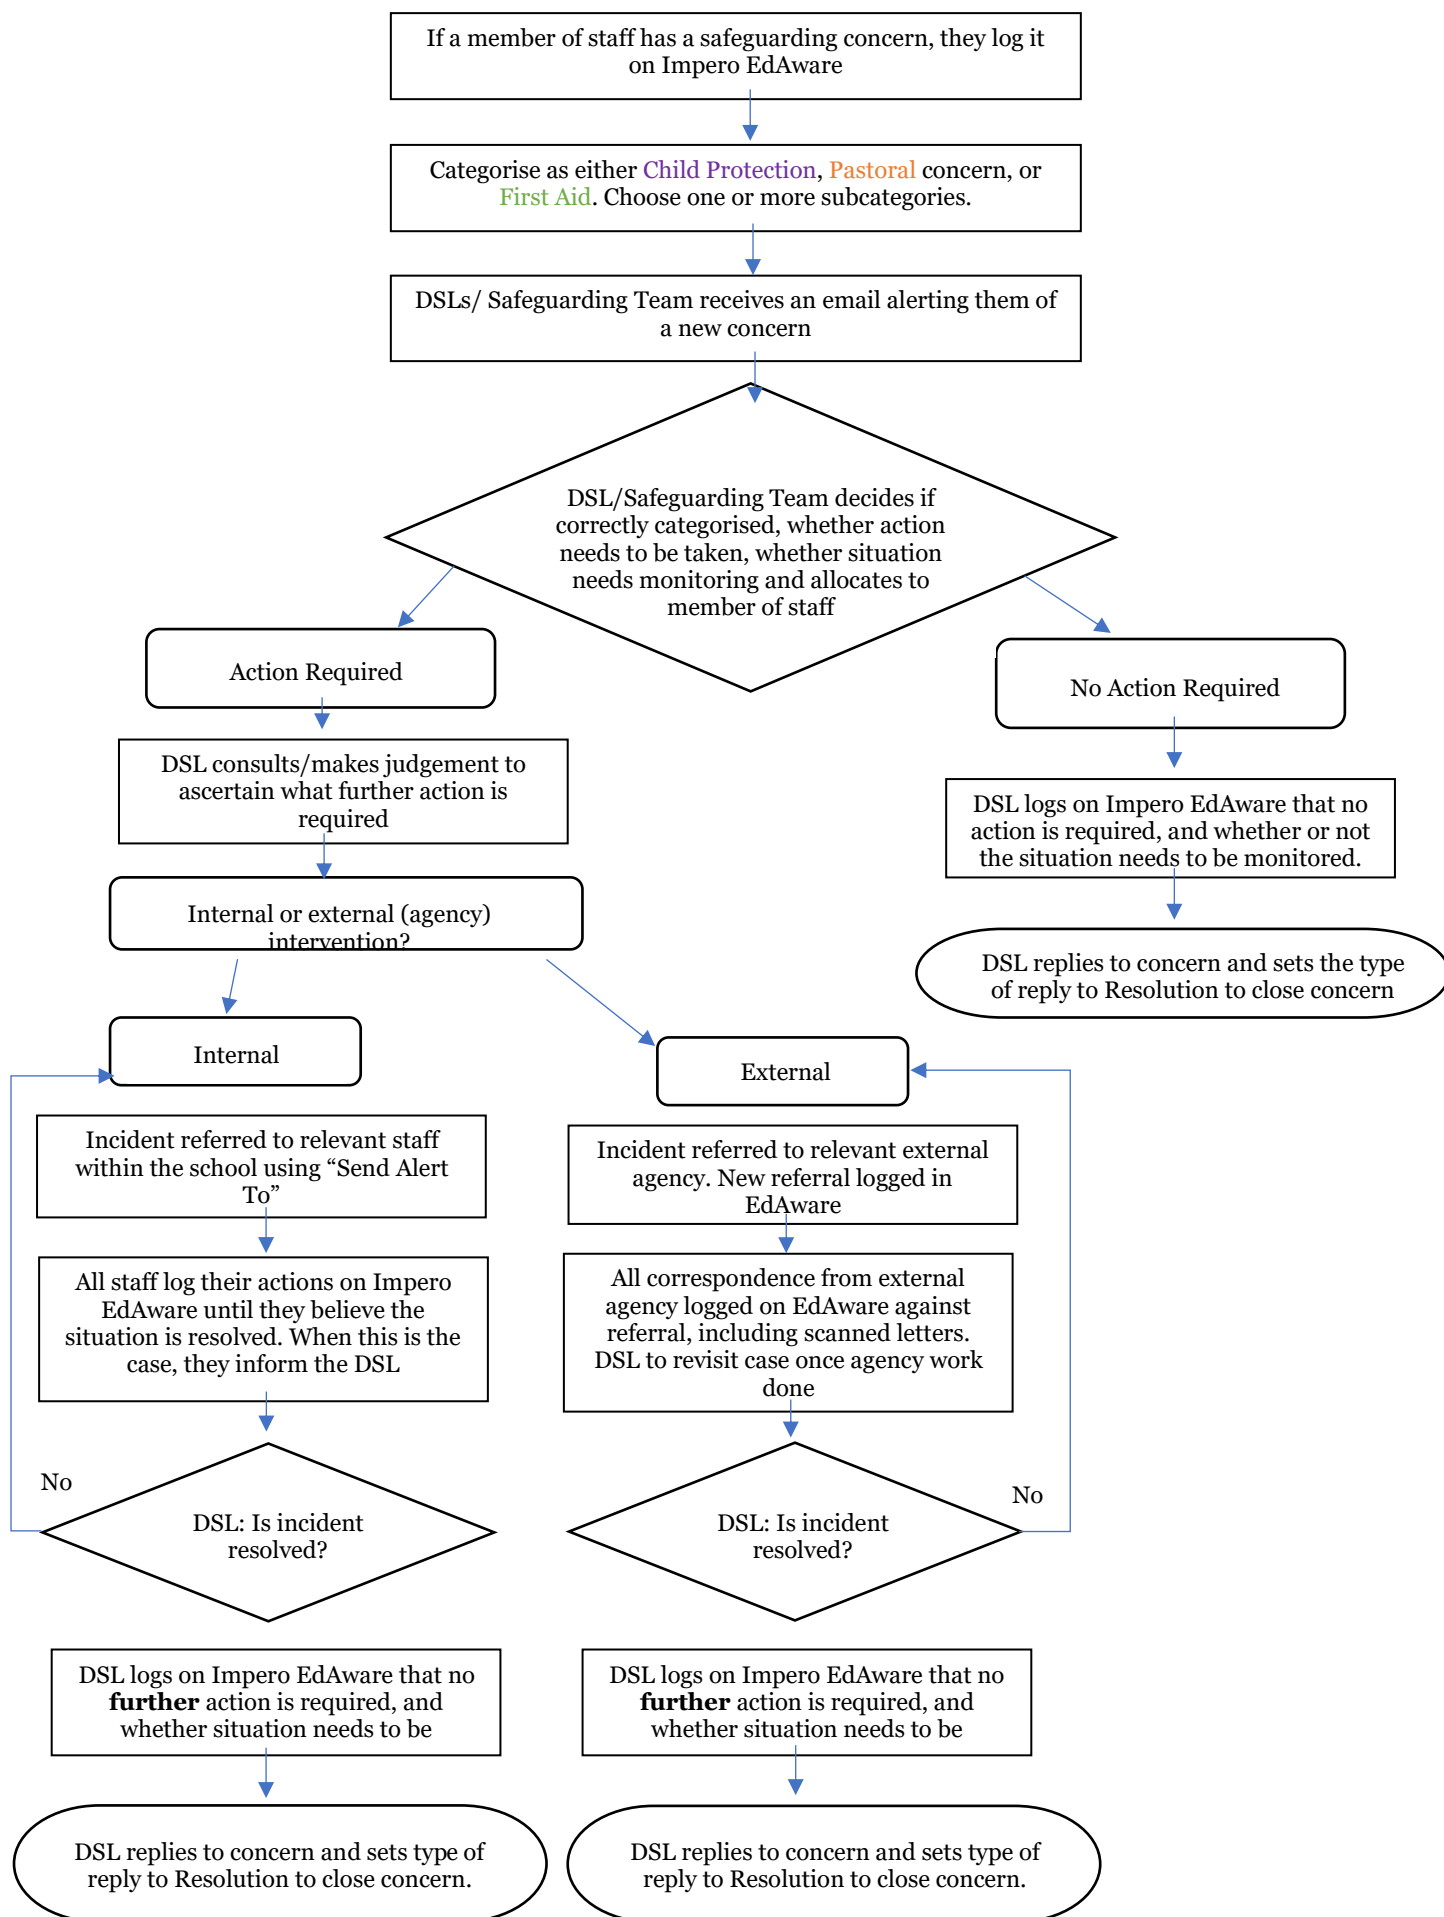 If a member of staff has a safeguarding concern, they log it
on Impero EdAware
Categorise as either Child Protection, Pastoral concern, or
First Aid. Choose one or more subcategories.
DSLs/ Safeguarding Team receives an email alerting them of
a new concern
DSL/Safeguarding Team decides if
correctly categorised, whether action
needs to be taken, whether situation
needs monitoring and allocates to
member of staff
Action Required
No Action Required
DSL consults/makes judgement to
ascertain what further action is
required
DSL logs on Impero EdAware that no
action is required, and whether or not
the situation needs to be monitored.
Internal or external (agency)
intervention?
DSL replies to concern and sets the type
of reply to Resolution to close concern
Internal
External
Incident referred to relevant staff
within the school using “Send Alert
To”
Incident referred to relevant external
agency. New referral logged in
EdAware
All staff log their actions on Impero
EdAware until they believe the
situation is resolved. When this is the
case, they inform the DSL
All correspondence from external
agency logged on EdAware against
referral, including scanned letters.
DSL to revisit case once agency work
done
No
DSL: Is incident
resolved?
No
DSL: Is incident
resolved?
DSL logs on Impero EdAware that no
further action is required, and
whether situation needs to be
DSL logs on Impero EdAware that no
further action is required, and
whether situation needs to be
DSL replies to concern and sets type of
reply to Resolution to close concern.
DSL replies to concern and sets type of
reply to Resolution to close concern.